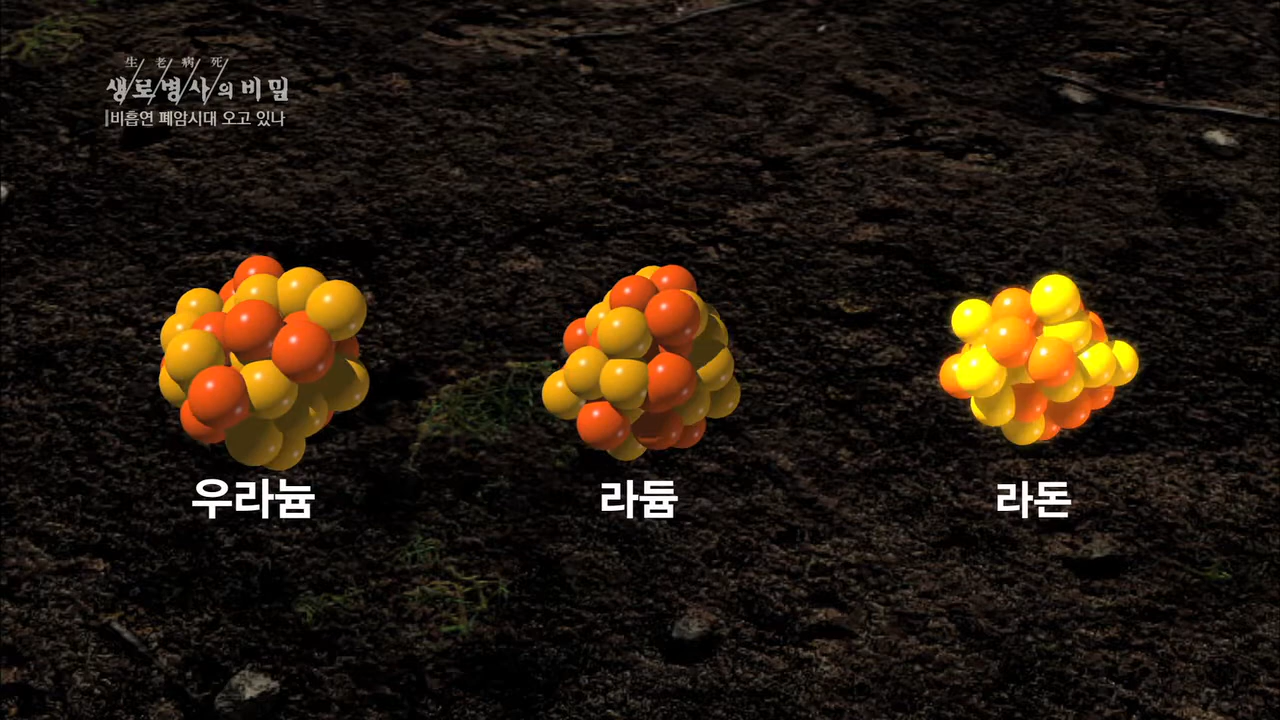 生老病死
생로병사의 비밀
비흡연 폐암시대 오고 있나
우라늄
라듐
라돈